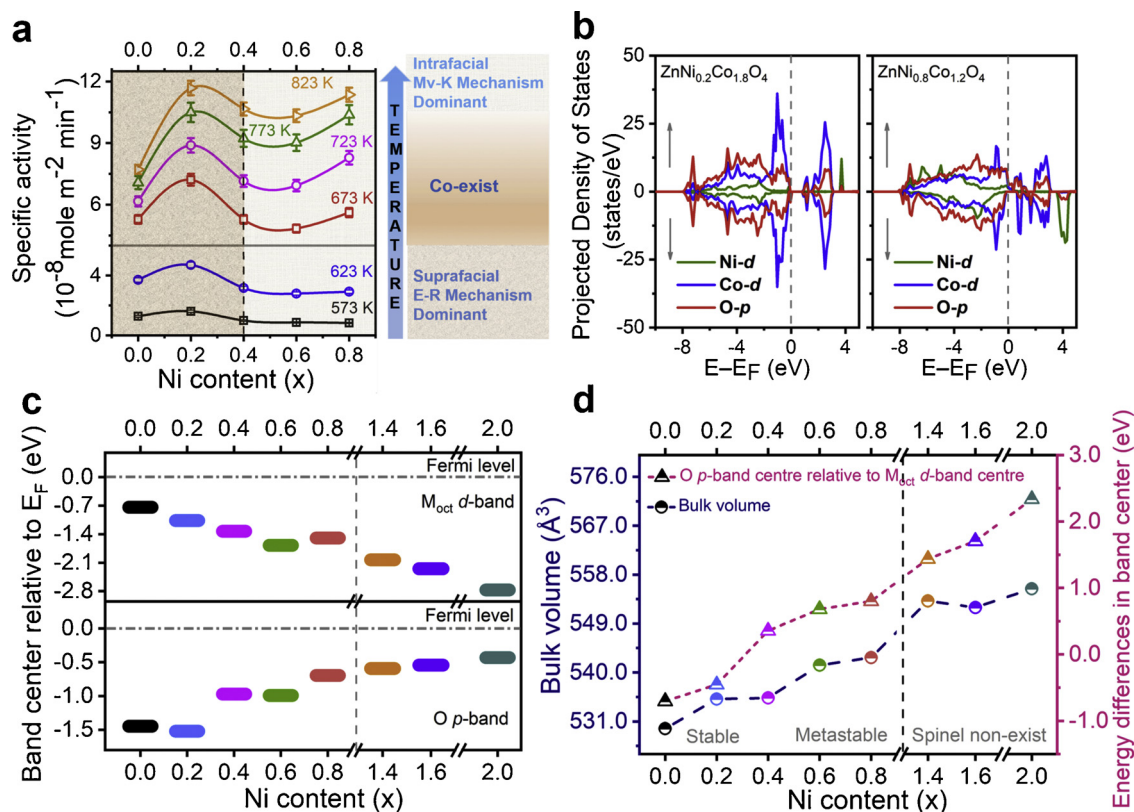 a
0.0 0.2 0.4 0.6 0.8
12
9
6
4
0
Specific activity
(10⁻⁸mole m⁻² min⁻¹)
823 K
773 K
723 K
673 K
623 K
573 K
0.0 0.2 0.4 0.6 0.8
Ni content (x)
TEMPERATURE
Intrafacial
Mv-K Mechanism
Dominant
Co-exist
Suprafacial
E-R Mechanism
Dominant
b
Projected Density of States
(states/eV)
50
25
0
-25
-50
ZnNi0.2Co1.8O4
Ni-d
Co-d
O-p
-8 -4 0 4
E–EF (eV)
ZnNi0.8Co1.2O4
Ni-d
Co-d
O-p
-8 -4 0 4
E–EF (eV)
c
0.0 0.2 0.4 0.6 0.8 1.4 1.6 2.0
Band center relative to EF (eV)
0.0
-0.7
-1.4
-2.1
-2.8
Fermi level
Moct d-band
0.0
-0.5
-1.0
-1.5
Fermi level
O p-band
0.0 0.2 0.4 0.6 0.8 1.4 1.6 2.0
Ni content (x)
d
0.0 0.2 0.4 0.6 0.8 1.4 1.6 2.0
Bulk volume (Å³)
576.0
567.0
558.0
549.0
540.0
531.0
O p-band centre relative to Moct d-band centre
Bulk volume
Stable
Metastable
Spinel non-exist
3.0
2.0
1.0
0.0
-1.0
Energy differences in band center (eV)
0.0 0.2 0.4 0.6 0.8 1.4 1.6 2.0
Ni content (x)